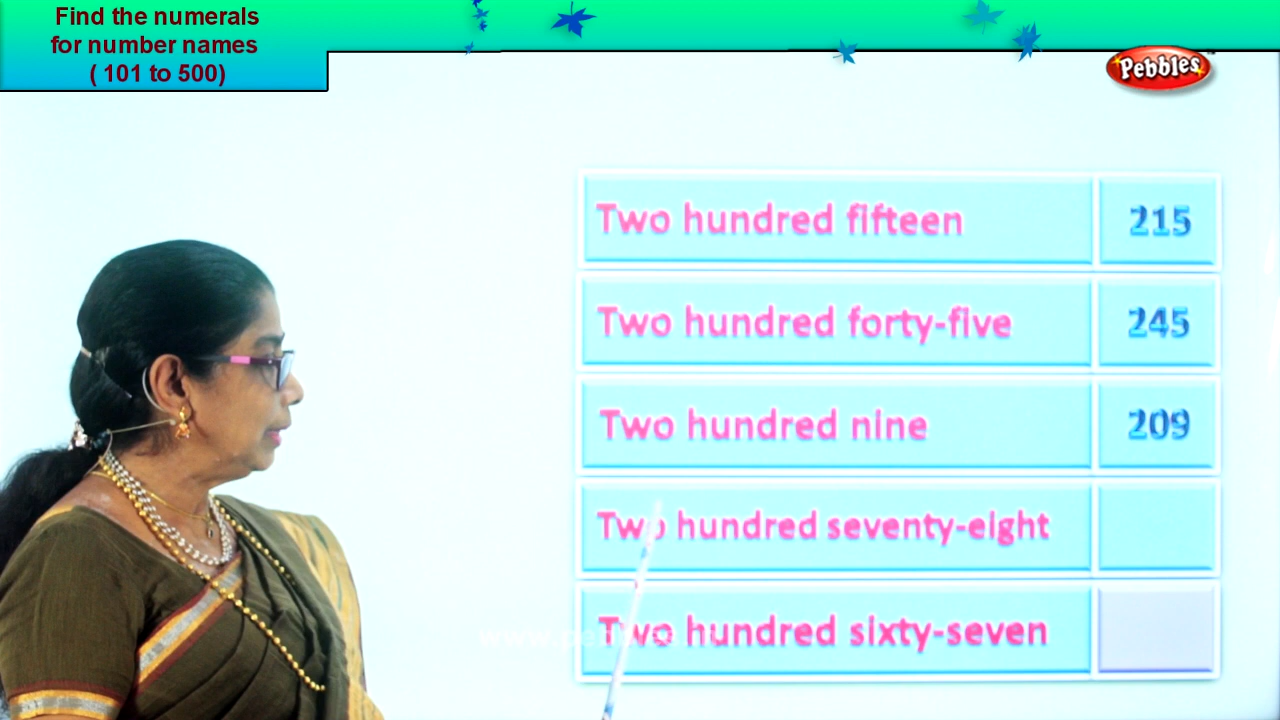 Find the numerals
for number names
( 101 to 500)
Pebbles
Two hundred fifteen 215
Two hundred forty-five 245
Two hundred nine 209
Two hundred seventy-eight
Two hundred sixty-seven